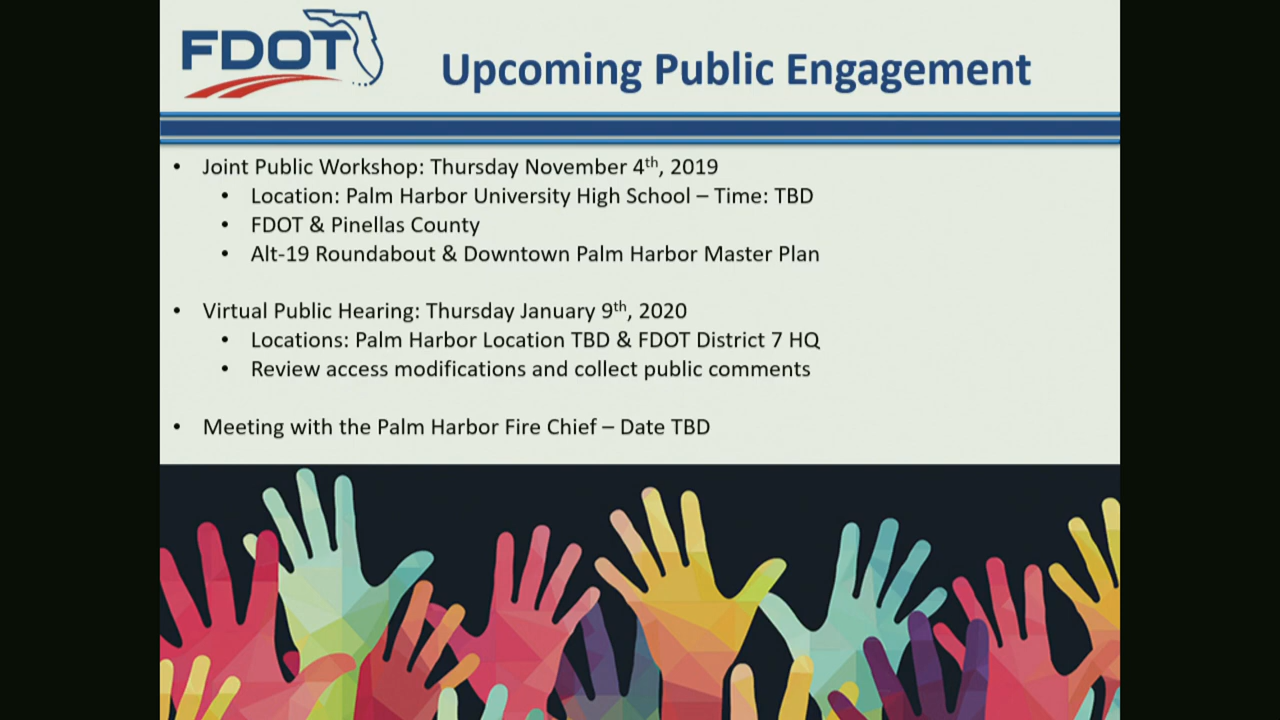 FDOT
Upcoming Public Engagement
• Joint Public Workshop: Thursday November 4th, 2019
• Location: Palm Harbor University High School – Time: TBD
• FDOT & Pinellas County
• Alt-19 Roundabout & Downtown Palm Harbor Master Plan
• Virtual Public Hearing: Thursday January 9th, 2020
• Locations: Palm Harbor Location TBD & FDOT District 7 HQ
• Review access modifications and collect public comments
• Meeting with the Palm Harbor Fire Chief – Date TBD